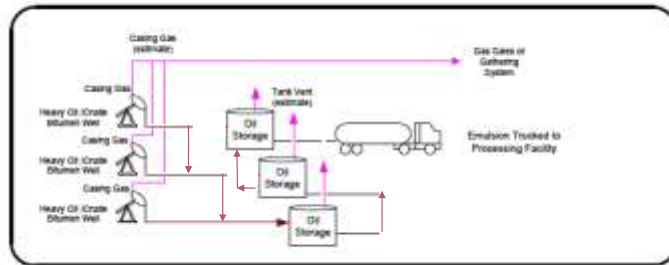 Casing Gas
(estimate)
Gas Sales or
Gathering
System
Casing Gas
Tank Vent
(estimate)
Heavy Oil /Crude
Bitumen Well
Oil
Storage
Emulsion Trucked to
Processing Facility
Casing Gas
Heavy Oil /Crude
Bitumen Well
Oil
Storage
Casing Gas
Heavy Oil /Crude
Bitumen Well
Oil
Storage